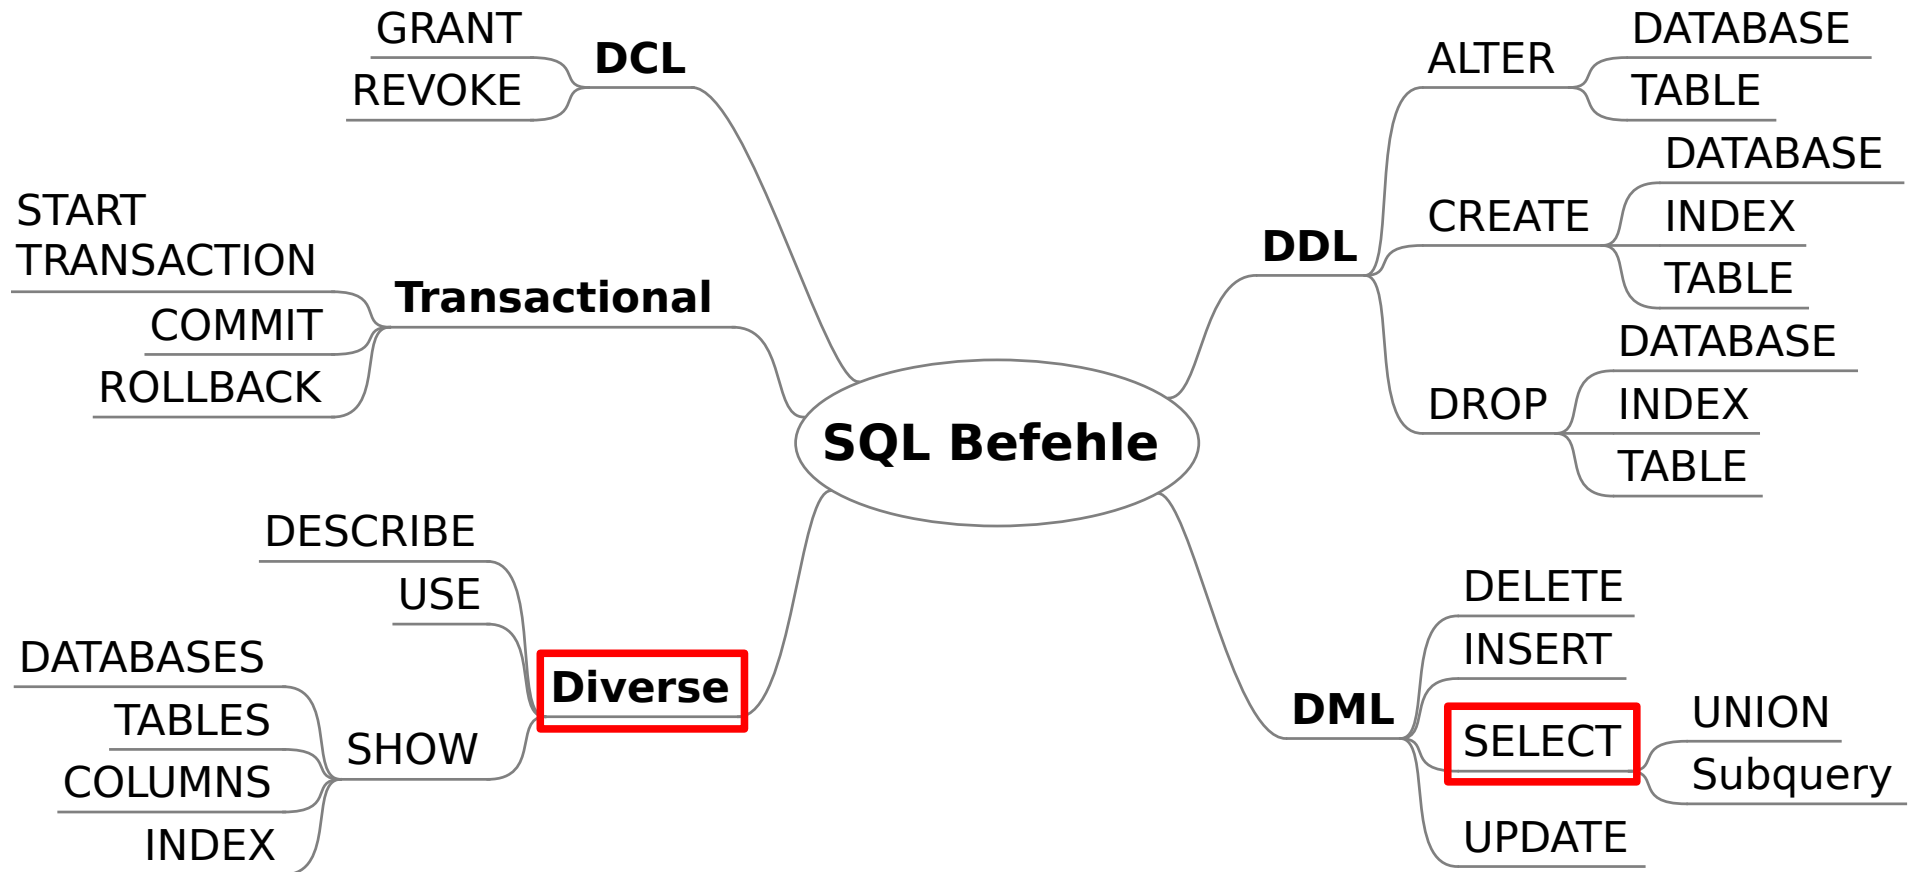 SQL Befehle
DCL
GRANT
REVOKE
Transactional
START
TRANSACTION
COMMIT
ROLLBACK
Diverse
DESCRIBE
USE
SHOW
DATABASES
TABLES
COLUMNS
INDEX
DDL
ALTER
DATABASE
TABLE
CREATE
DATABASE
INDEX
TABLE
DROP
DATABASE
INDEX
TABLE
DML
DELETE
INSERT
SELECT
UNION
Subquery
UPDATE